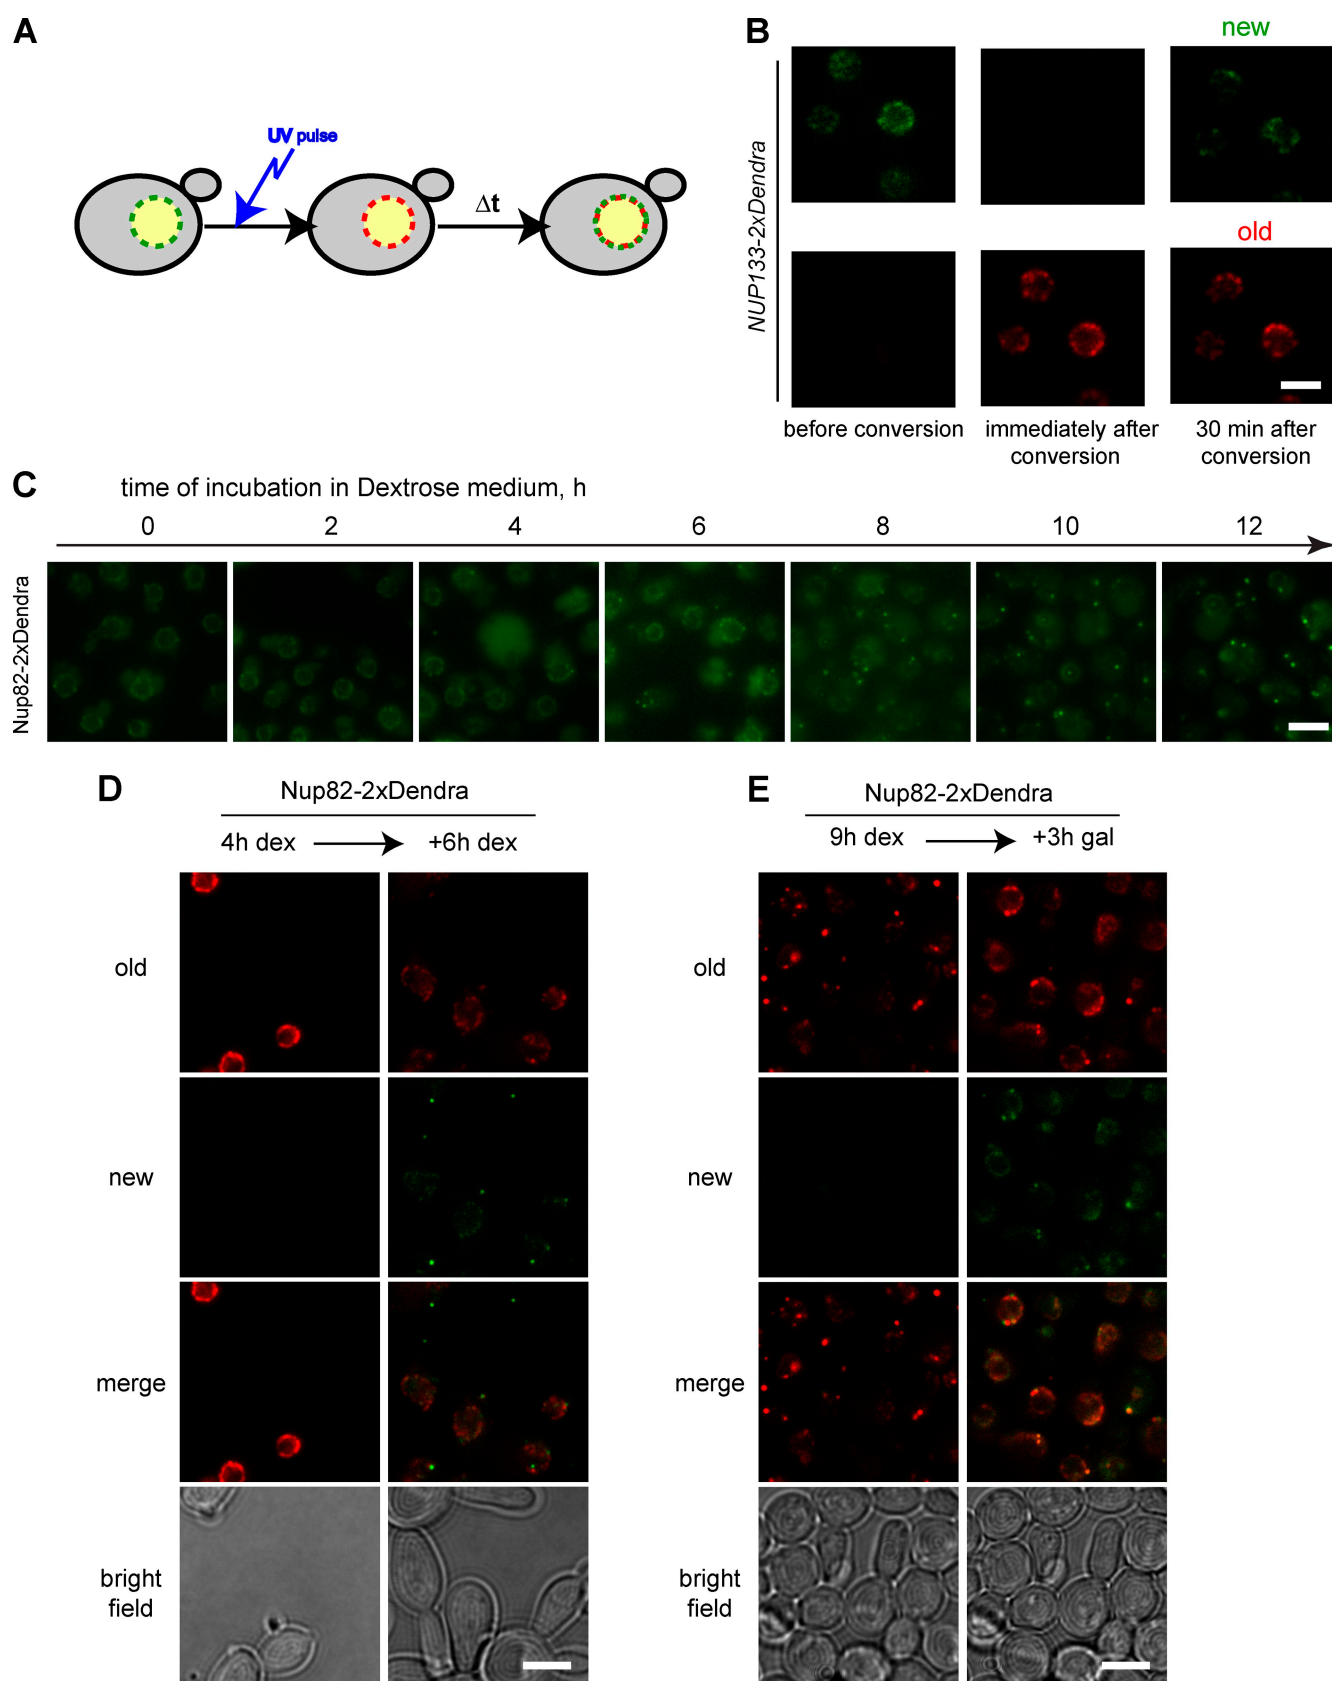 A
UV pulse
Δt
B
new
old
NUP133-2xDendra
before conversion
immediately after
conversion
30 min after
conversion
C
time of incubation in Dextrose medium, h
0 2 4 6 8 10 12
Nup82-2xDendra
D
Nup82-2xDendra
4h dex +6h dex
old
new
merge
bright
field
E
Nup82-2xDendra
9h dex +3h gal
old
new
merge
bright
field